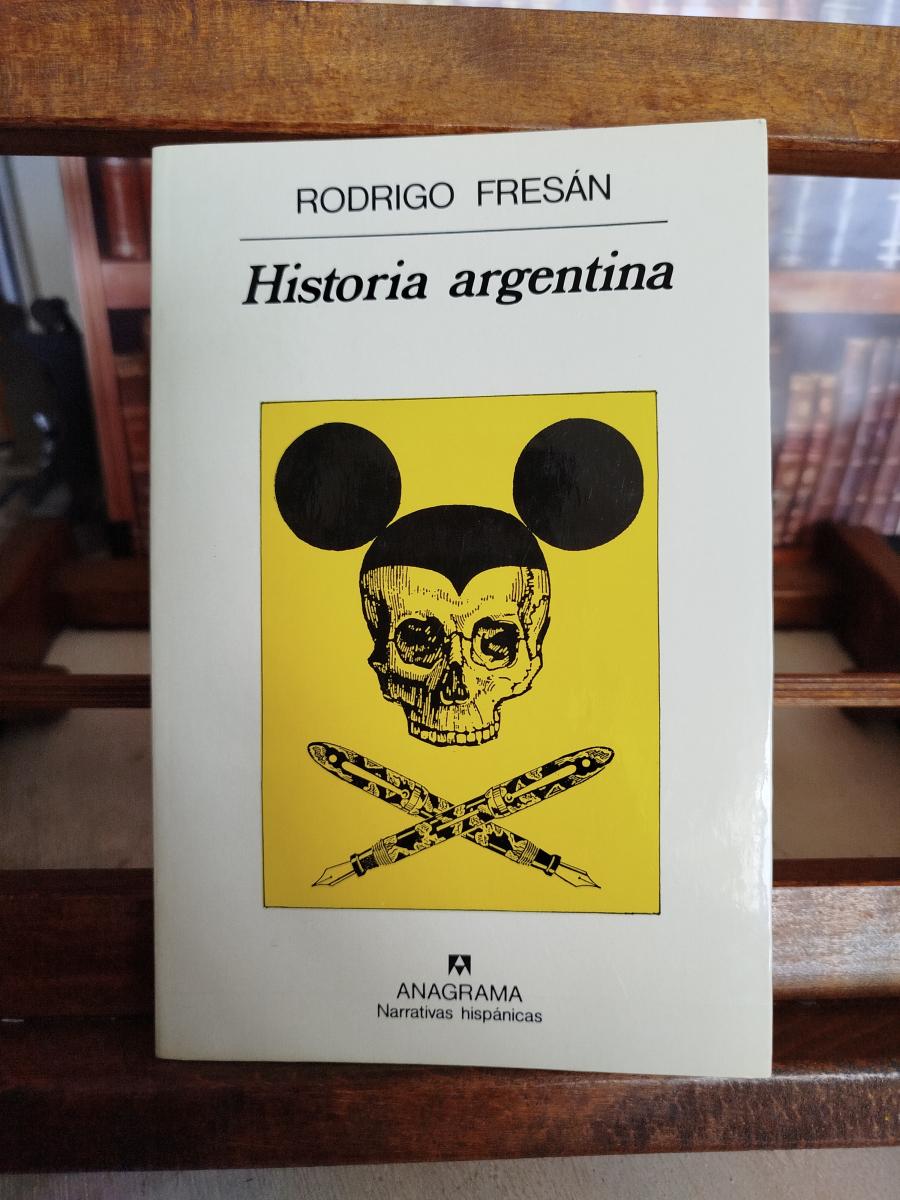 RODRIGO FRESÁN
Historia argentina
ANAGRAMA
Narrativas hispánicas